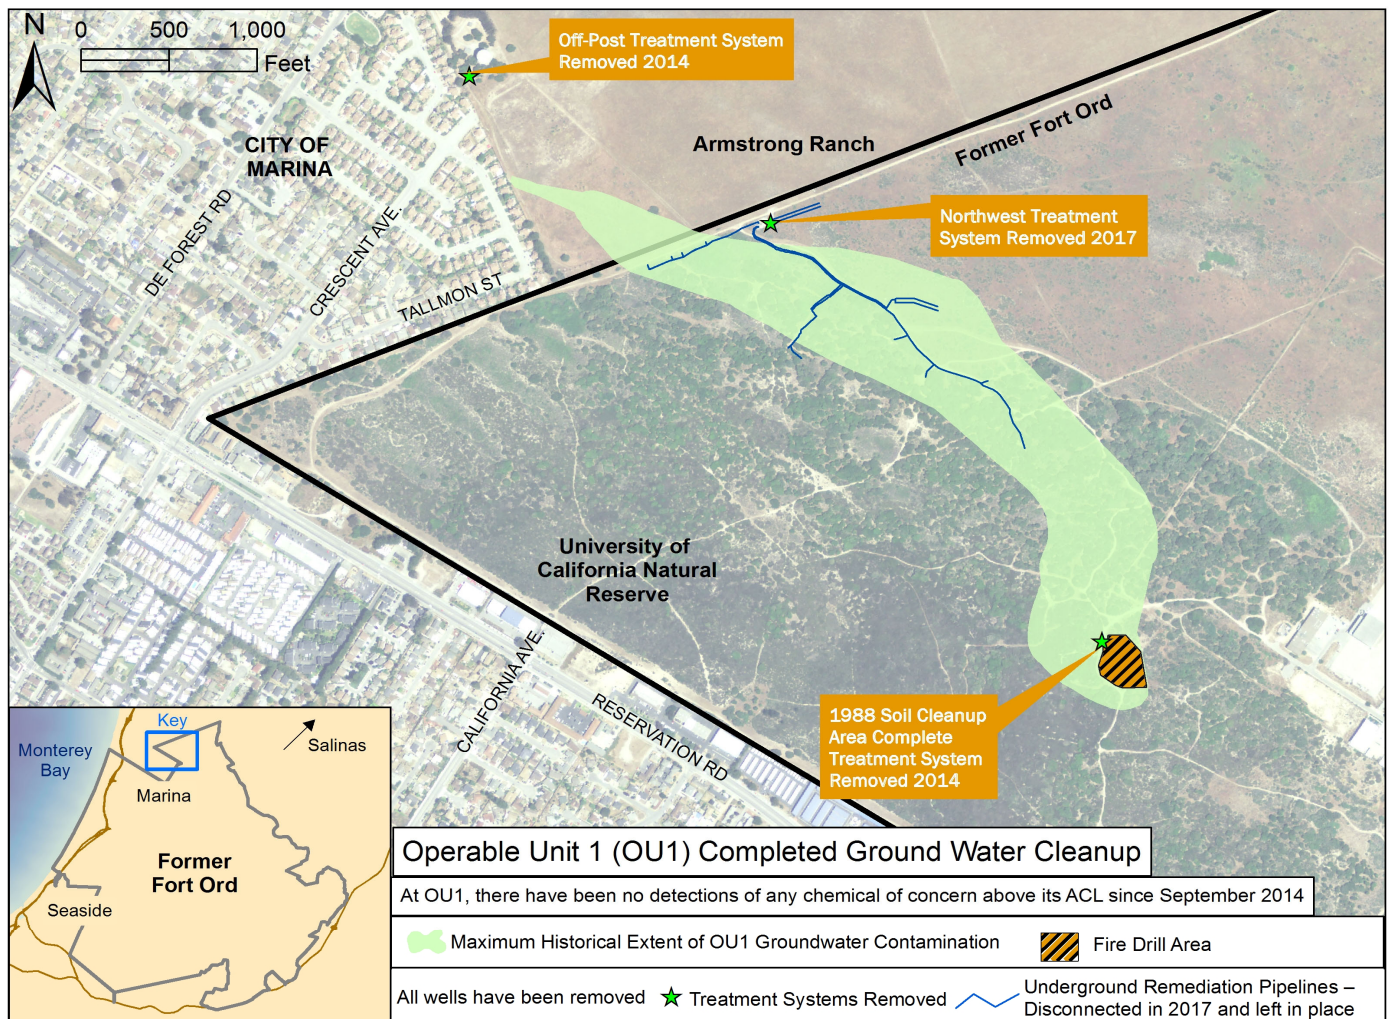 N
0 500 1,000
Feet
Off-Post Treatment System
Removed 2014
CITY OF
MARINA
Armstrong Ranch
Former Fort Ord
DE FOREST RD
CRESCENT AVE.
TALLMON ST
Northwest Treatment
System Removed 2017
University of
California Natural
Reserve
CALIFORNIA AVE.
RESERVATION RD
1988 Soil Cleanup
Area Complete
Treatment System
Removed 2014
Key
Monterey
Bay
Salinas
Marina
Former
Fort Ord
Seaside
Operable Unit 1 (OU1) Completed Ground Water Cleanup
At OU1, there have been no detections of any chemical of concern above its ACL since September 2014
Maximum Historical Extent of OU1 Groundwater Contamination
Fire Drill Area
All wells have been removed
Treatment Systems Removed
Underground Remediation Pipelines –
Disconnected in 2017 and left in place